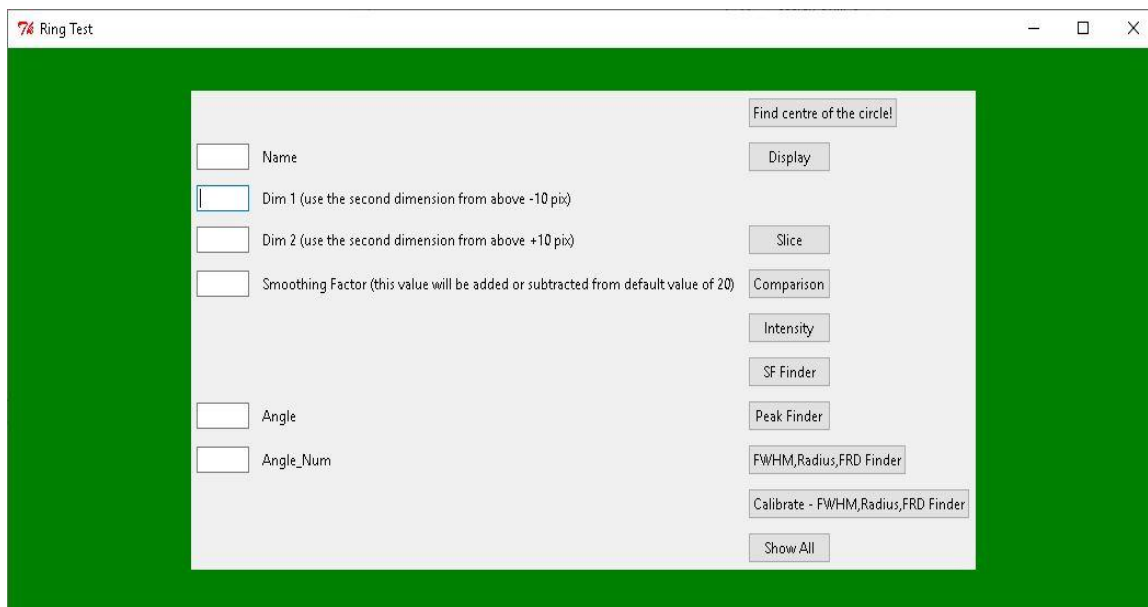 Ring Test
Find centre of the circle!
Name
Display
Dim 1 (use the second dimension from above -10 pix)
Dim 2 (use the second dimension from above +10 pix)
Slice
Smoothing Factor (this value will be added or subtracted from default value of 20)
Comparison
Intensity
SF Finder
Angle
Peak Finder
Angle_Num
FWHM,Radius,FRD Finder
Calibrate - FWHM,Radius,FRD Finder
Show All